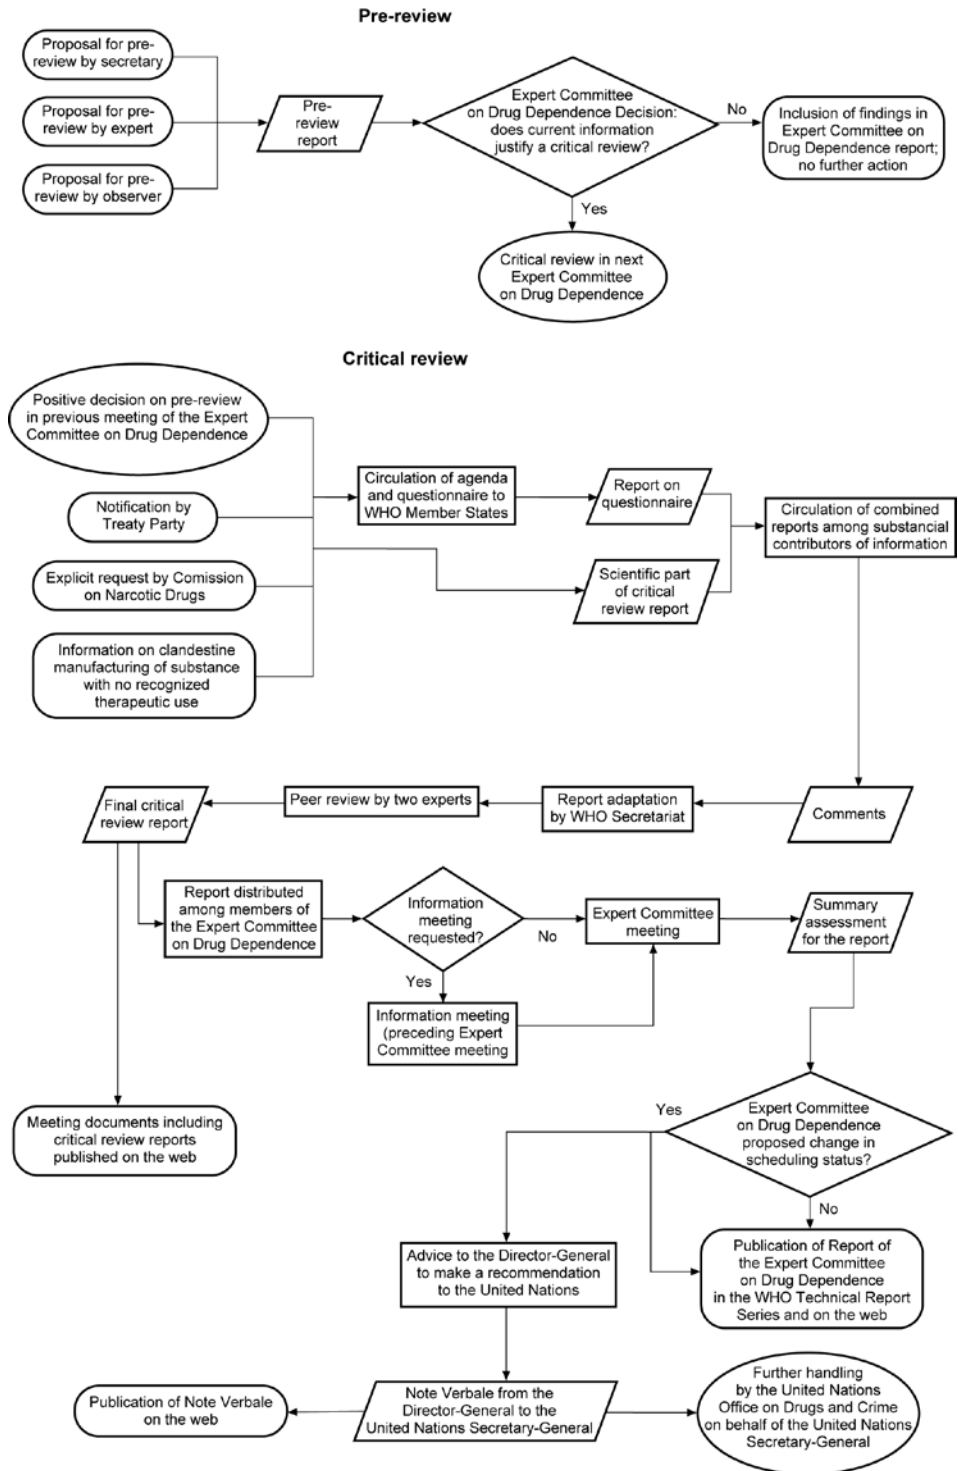 Pre-review
Proposal for pre-
review by secretary
Proposal for pre-
review by expert
Proposal for pre-
review by observer
Pre-
review
report
Expert Committee
on Drug Dependence Decision:
does current information
justify a critical review?
No
Inclusion of findings in
Expert Committee on
Drug Dependence report;
no further action
Yes
Critical review in next
Expert Committee
on Drug Dependence
Critical review
Positive decision on pre-review
in previous meeting of the Expert
Committee on Drug Dependence
Notification by
Treaty Party
Explicit request by Comission
on Narcotic Drugs
Information on clandestine
manufacturing of substance
with no recognized
therapeutic use
Circulation of agenda
and questionnaire to
WHO Member States
Report on
questionnaire
Scientific part
of critical
review report
Circulation of combined
reports among substancial
contributors of information
Comments
Report adaptation
by WHO Secretariat
Peer review by two experts
Final critical
review report
Report distributed
among members of
the Expert Committee
on Drug Dependence
Information
meeting
requested?
No
Yes
Expert Committee
meeting
Information meeting
(preceding Expert
Committee meeting
Summary
assessment
for the report
Meeting documents including
critical review reports
published on the web
Expert Committee
on Drug Dependence
proposed change in
scheduling status?
Yes
No
Advice to the Director-General
to make a recommendation
to the United Nations
Publication of Report of
the Expert Committee
on Drug Dependence
in the WHO Technical Report
Series and on the web
Publication of Note Verbale
on the web
Note Verbale from the
Director-General to the
United Nations Secretary-General
Further handling
by the United Nations
Office on Drugs and Crime
on behalf of the United Nations
Secretary-General